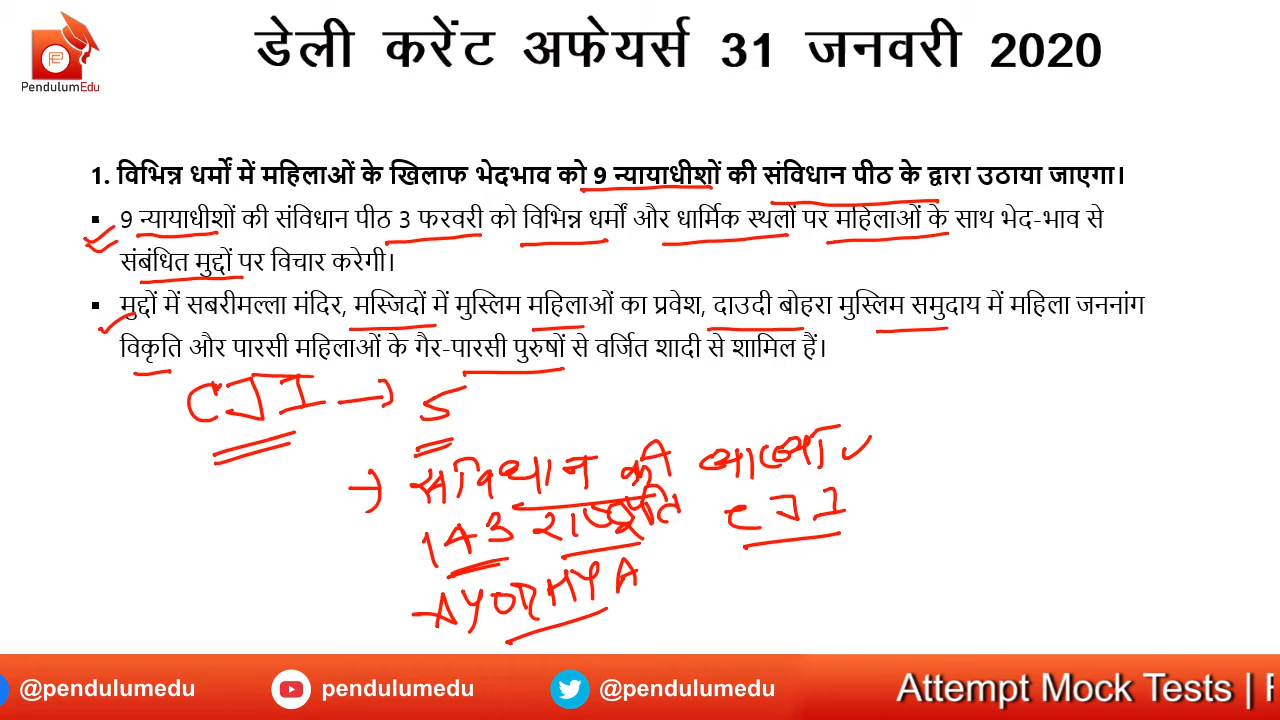 डेली करेंट अफेयर्स 31 जनवरी 2020
PendulumEdu
1. विभिन्न धर्मों में महिलाओं के खिलाफ भेदभाव को 9 न्यायाधीशों की संविधान पीठ के द्वारा उठाया जाएगा।
▪ 9 न्यायाधीशों की संविधान पीठ 3 फरवरी को विभिन्न धर्मों और धार्मिक स्थलों पर महिलाओं के साथ भेद-भाव से
संबंधित मुद्दों पर विचार करेगी।
▪ मुद्दों में सबरीमल्ला मंदिर, मस्जिदों में मुस्लिम महिलाओं का प्रवेश, दाउदी बोहरा मुस्लिम समुदाय में महिला जननांग
विकृति और पारसी महिलाओं के गैर-पारसी पुरुषों से वर्जित शादी से शामिल हैं।
CJI → 5
→ संविधान की
143 राष्ट्रपति CJI
AYODHYA
@pendulumedu pendulumedu @pendulumedu Attempt Mock Tests |